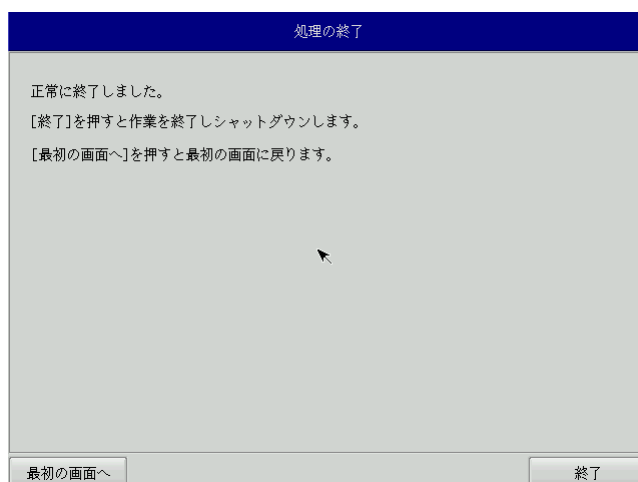 処理の終了
正常に終了しました。
[終了]を押すと作業を終了しシャットダウンします。
[最初の画面へ]を押すと最初の画面に戻ります。
最初の画面へ
終了